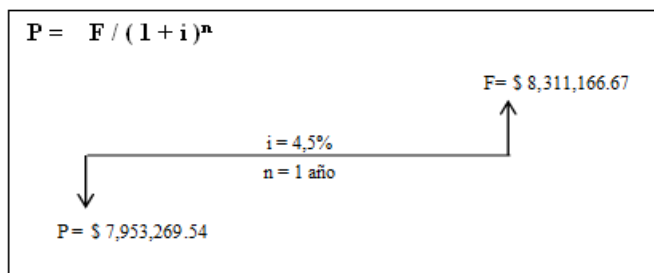 P = F / ( 1 + i )ⁿ
F= $ 8,311,166.67
i = 4,5%
n = 1 año
P = $ 7,953,269.54